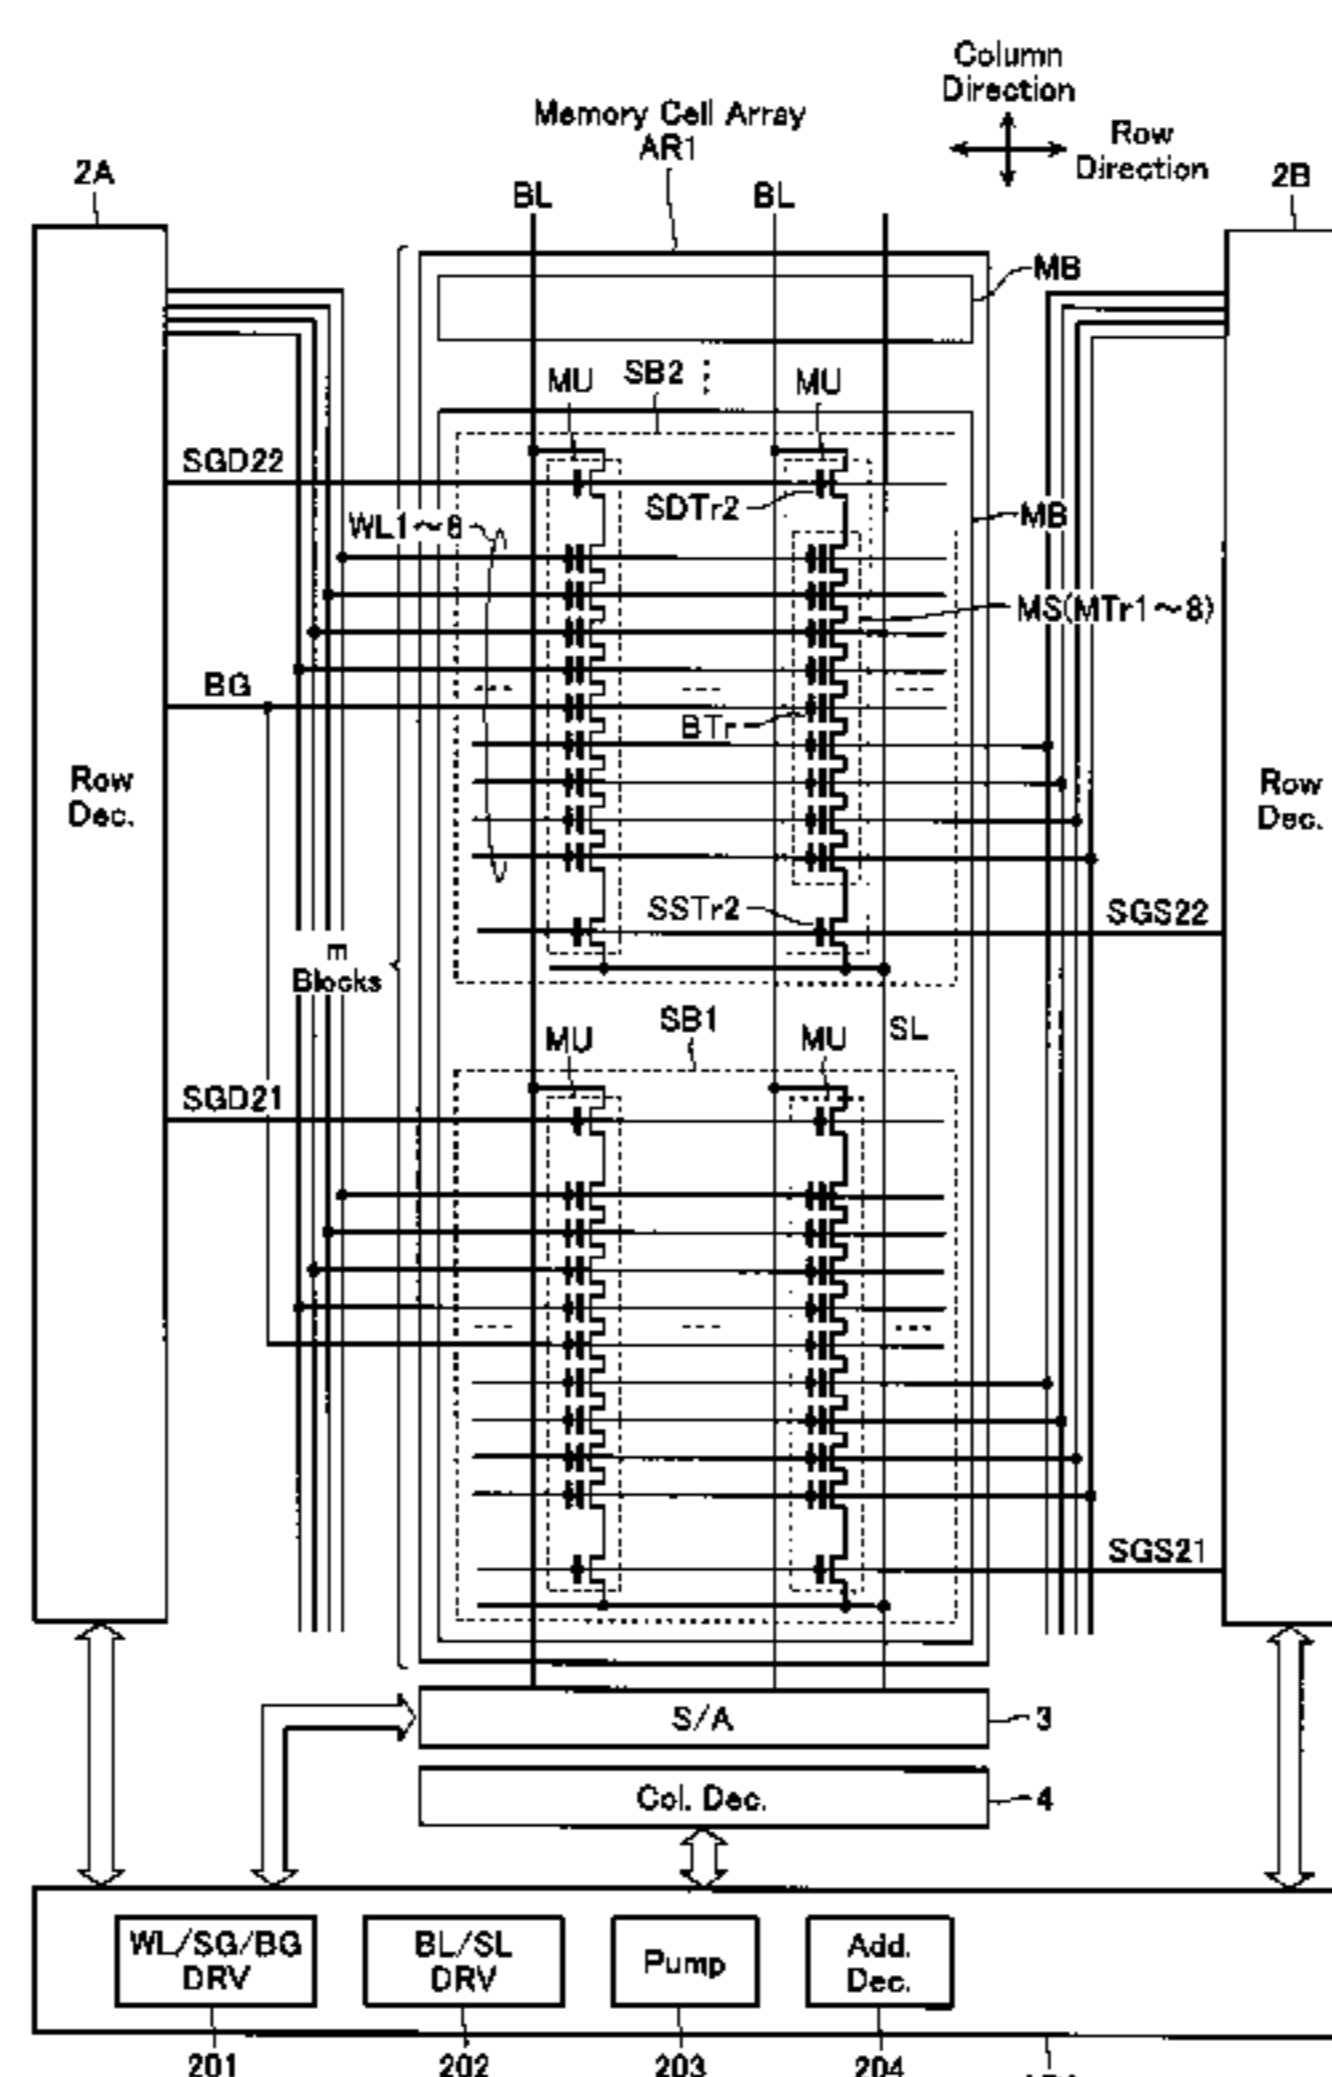 Column
Direction
Memory Cell Array
AR1
Row
Direction
2A
2B
BL
BL
MB
SB2
MU
MU
SGD22
SDTr2
WL1～8
MB
MS(MTr1～8)
BG
BTr
Row
Dec.
Row
Dec.
SSTr2
SGS22
m
Blocks
SB1
SL
MU
MU
SGD21
SGS21
S/A
3
Col. Dec.
4
WL/SG/BG
DRV
BL/SL
DRV
Pump
Add.
Dec.
201
202
203
204